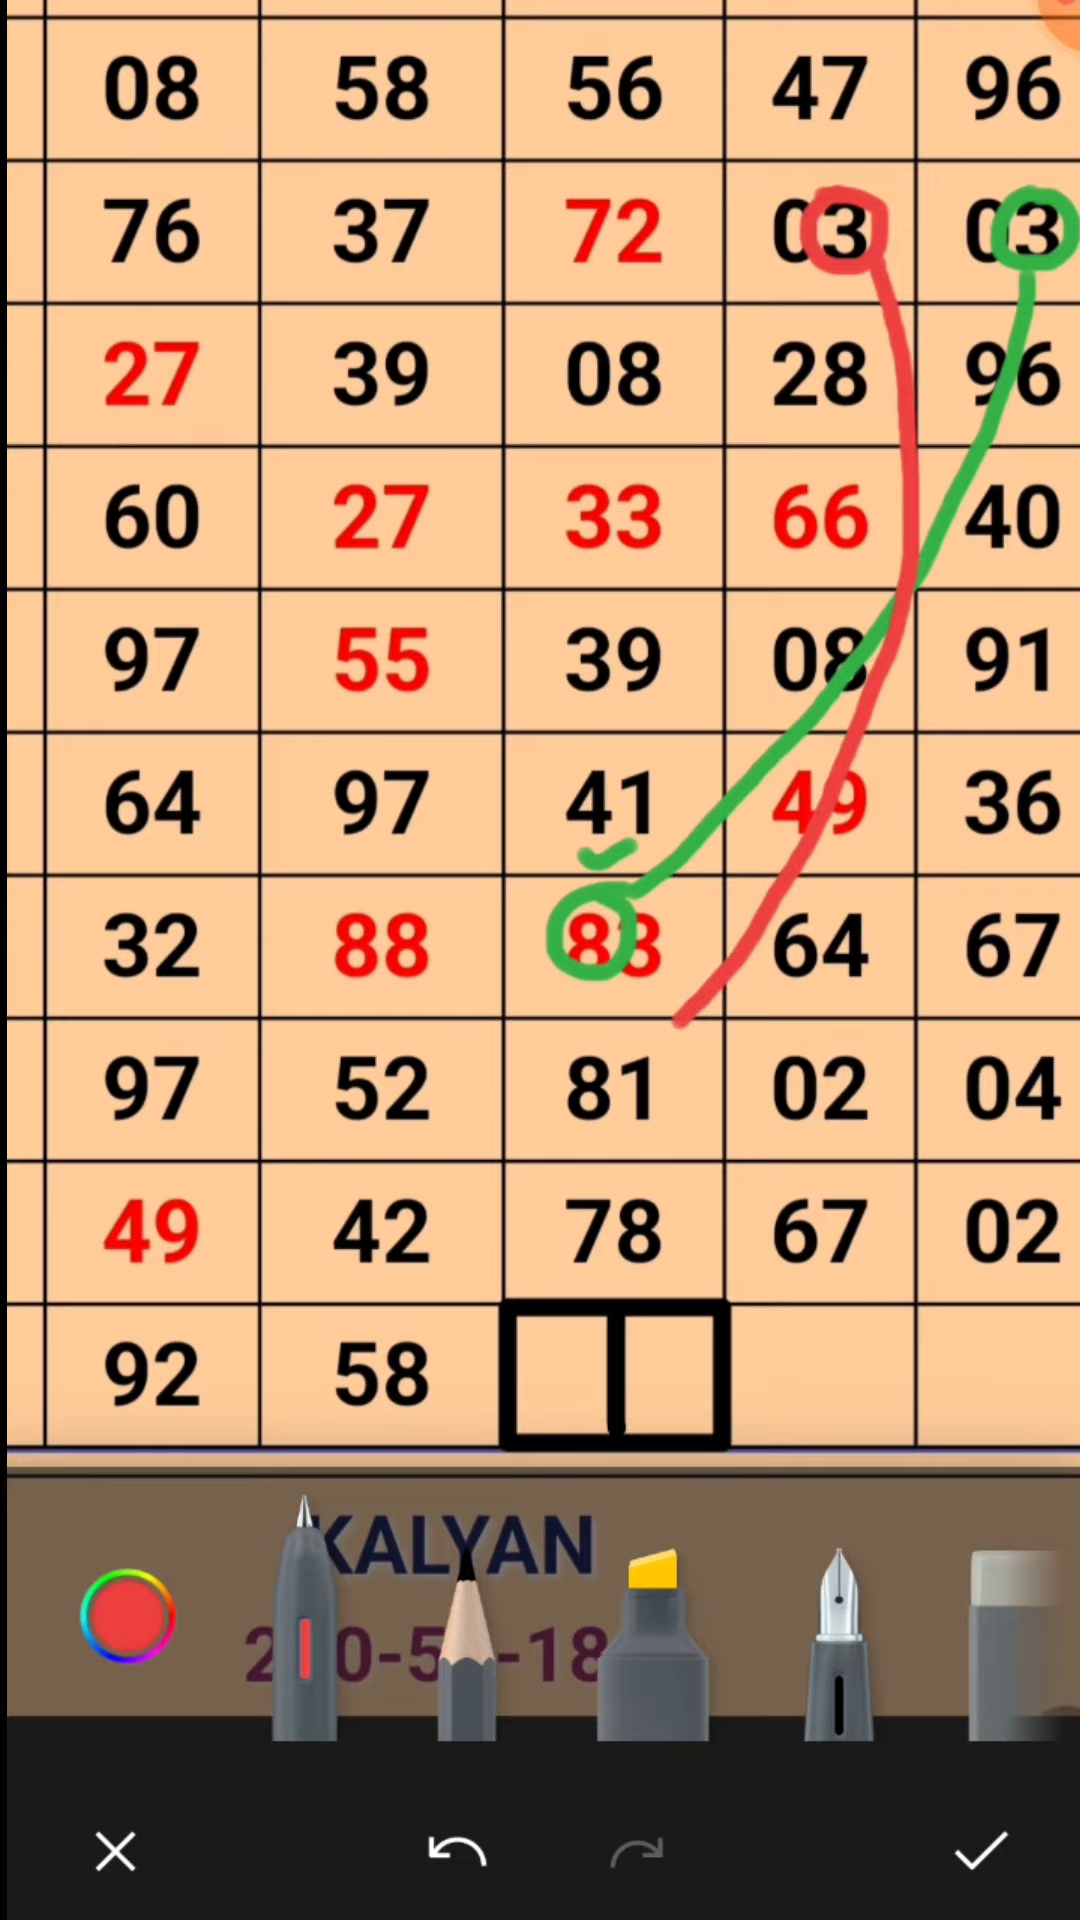 08 58 56 47 96
76 37 72 03 03
27 39 08 28 96
60 27 33 66 40
97 55 39 08 91
64 97 41 49 36
32 88 83 64 67
97 52 81 02 04
49 42 78 67 02
92 58
KALYAN